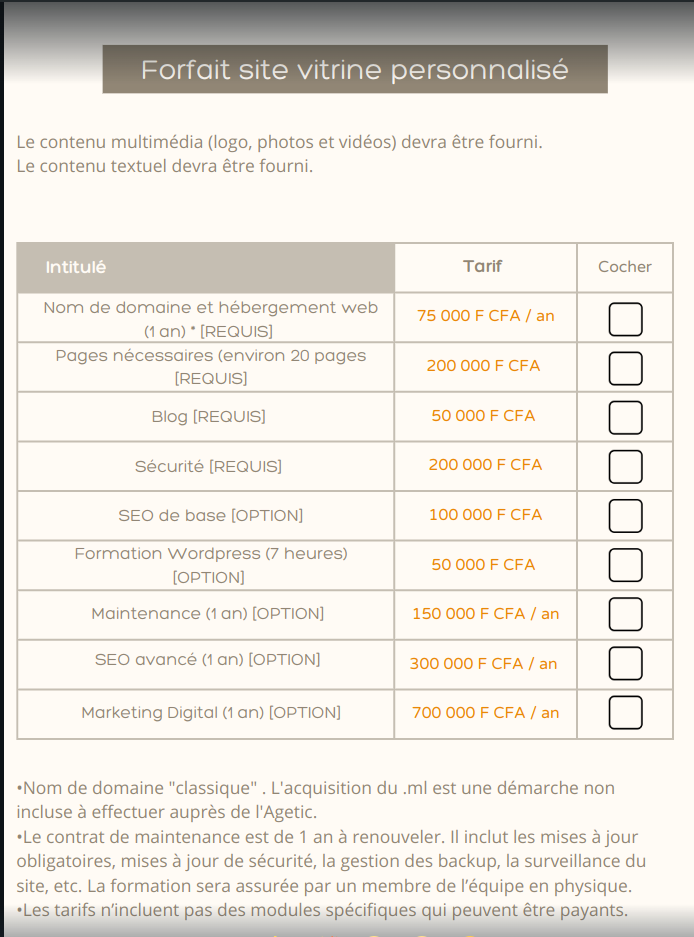 Forfait site vitrine personnalisé
Le contenu multimédia (logo, photos et vidéos) devra être fourni.
Le contenu textuel devra être fourni.
Intitulé Tarif Cocher
Nom de domaine et hébergement web
(1 an) * [REQUIS]
75 000 F CFA / an
Pages nécessaires (environ 20 pages
[REQUIS]
200 000 F CFA
Blog [REQUIS] 50 000 F CFA
Sécurité [REQUIS] 200 000 F CFA
SEO de base [OPTION] 100 000 F CFA
Formation Wordpress (7 heures)
[OPTION]
50 000 F CFA
Maintenance (1 an) [OPTION] 150 000 F CFA / an
SEO avancé (1 an) [OPTION] 300 000 F CFA / an
Marketing Digital (1 an) [OPTION] 700 000 F CFA / an
•Nom de domaine "classique" . L'acquisition du .ml est une démarche non
incluse à effectuer auprès de l'Agetic.
•Le contrat de maintenance est de 1 an à renouveler. Il inclut les mises à jour
obligatoires, mises à jour de sécurité, la gestion des backup, la surveillance du
site, etc. La formation sera assurée par un membre de l’équipe en physique.
•Les tarifs n’incluent pas des modules spécifiques qui peuvent être payants.